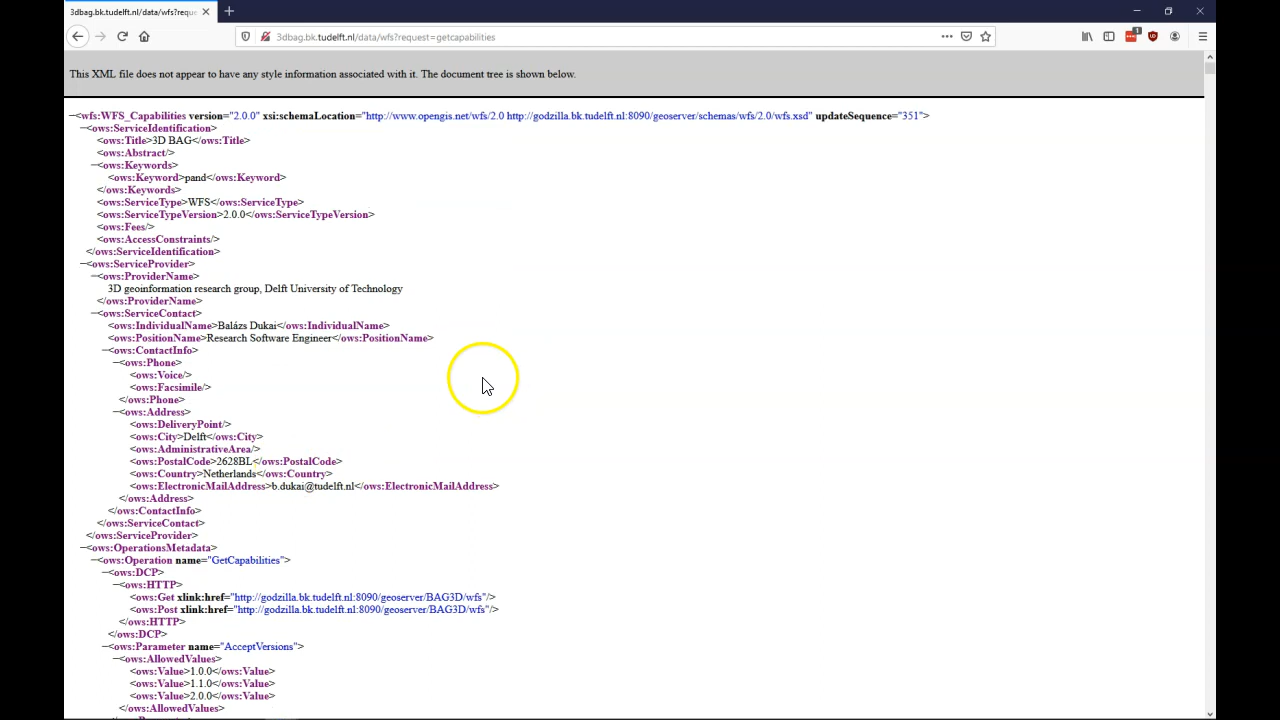 3dbag.bk.tudelft.nl/data/wfs?requ
3dbag.bk.tudelft.nl/data/wfs?request=getcapabilities
1
This XML file does not appear to have any style information associated with it. The document tree is shown below.
—<wfs:WFS_Capabilities version="2.0.0" xsi:schemaLocation="http://www.opengis.net/wfs/2.0 http://godzilla.bk.tudelft.nl:8090/geoserver/schemas/wfs/2.0/wfs.xsd" updateSequence="351">
—<ows:ServiceIdentification>
<ows:Title>3D BAG</ows:Title>
<ows:Abstract/>
—<ows:Keywords>
<ows:Keyword>pand</ows:Keyword>
</ows:Keywords>
<ows:ServiceType>WFS</ows:ServiceType>
<ows:ServiceTypeVersion>2.0.0</ows:ServiceTypeVersion>
<ows:Fees/>
<ows:AccessConstraints/>
</ows:ServiceIdentification>
—<ows:ServiceProvider>
—<ows:ProviderName>
3D geoinformation research group, Delft University of Technology
</ows:ProviderName>
—<ows:ServiceContact>
<ows:IndividualName>Balázs Dukai</ows:IndividualName>
<ows:PositionName>Research Software Engineer</ows:PositionName>
—<ows:ContactInfo>
—<ows:Phone>
<ows:Voice/>
<ows:Facsimile/>
</ows:Phone>
—<ows:Address>
<ows:DeliveryPoint/>
<ows:City>Delft</ows:City>
<ows:AdministrativeArea/>
<ows:PostalCode>2628BL</ows:PostalCode>
<ows:Country>Netherlands</ows:Country>
<ows:ElectronicMailAddress>b.dukai@tudelft.nl</ows:ElectronicMailAddress>
</ows:Address>
</ows:ContactInfo>
</ows:ServiceContact>
</ows:ServiceProvider>
—<ows:OperationsMetadata>
—<ows:Operation name="GetCapabilities">
—<ows:DCP>
—<ows:HTTP>
<ows:Get xlink:href="http://godzilla.bk.tudelft.nl:8090/geoserver/BAG3D/wfs"/>
<ows:Post xlink:href="http://godzilla.bk.tudelft.nl:8090/geoserver/BAG3D/wfs"/>
</ows:HTTP>
</ows:DCP>
—<ows:Parameter name="AcceptVersions">
—<ows:AllowedValues>
<ows:Value>1.0.0</ows:Value>
<ows:Value>1.1.0</ows:Value>
<ows:Value>2.0.0</ows:Value>
</ows:AllowedValues>